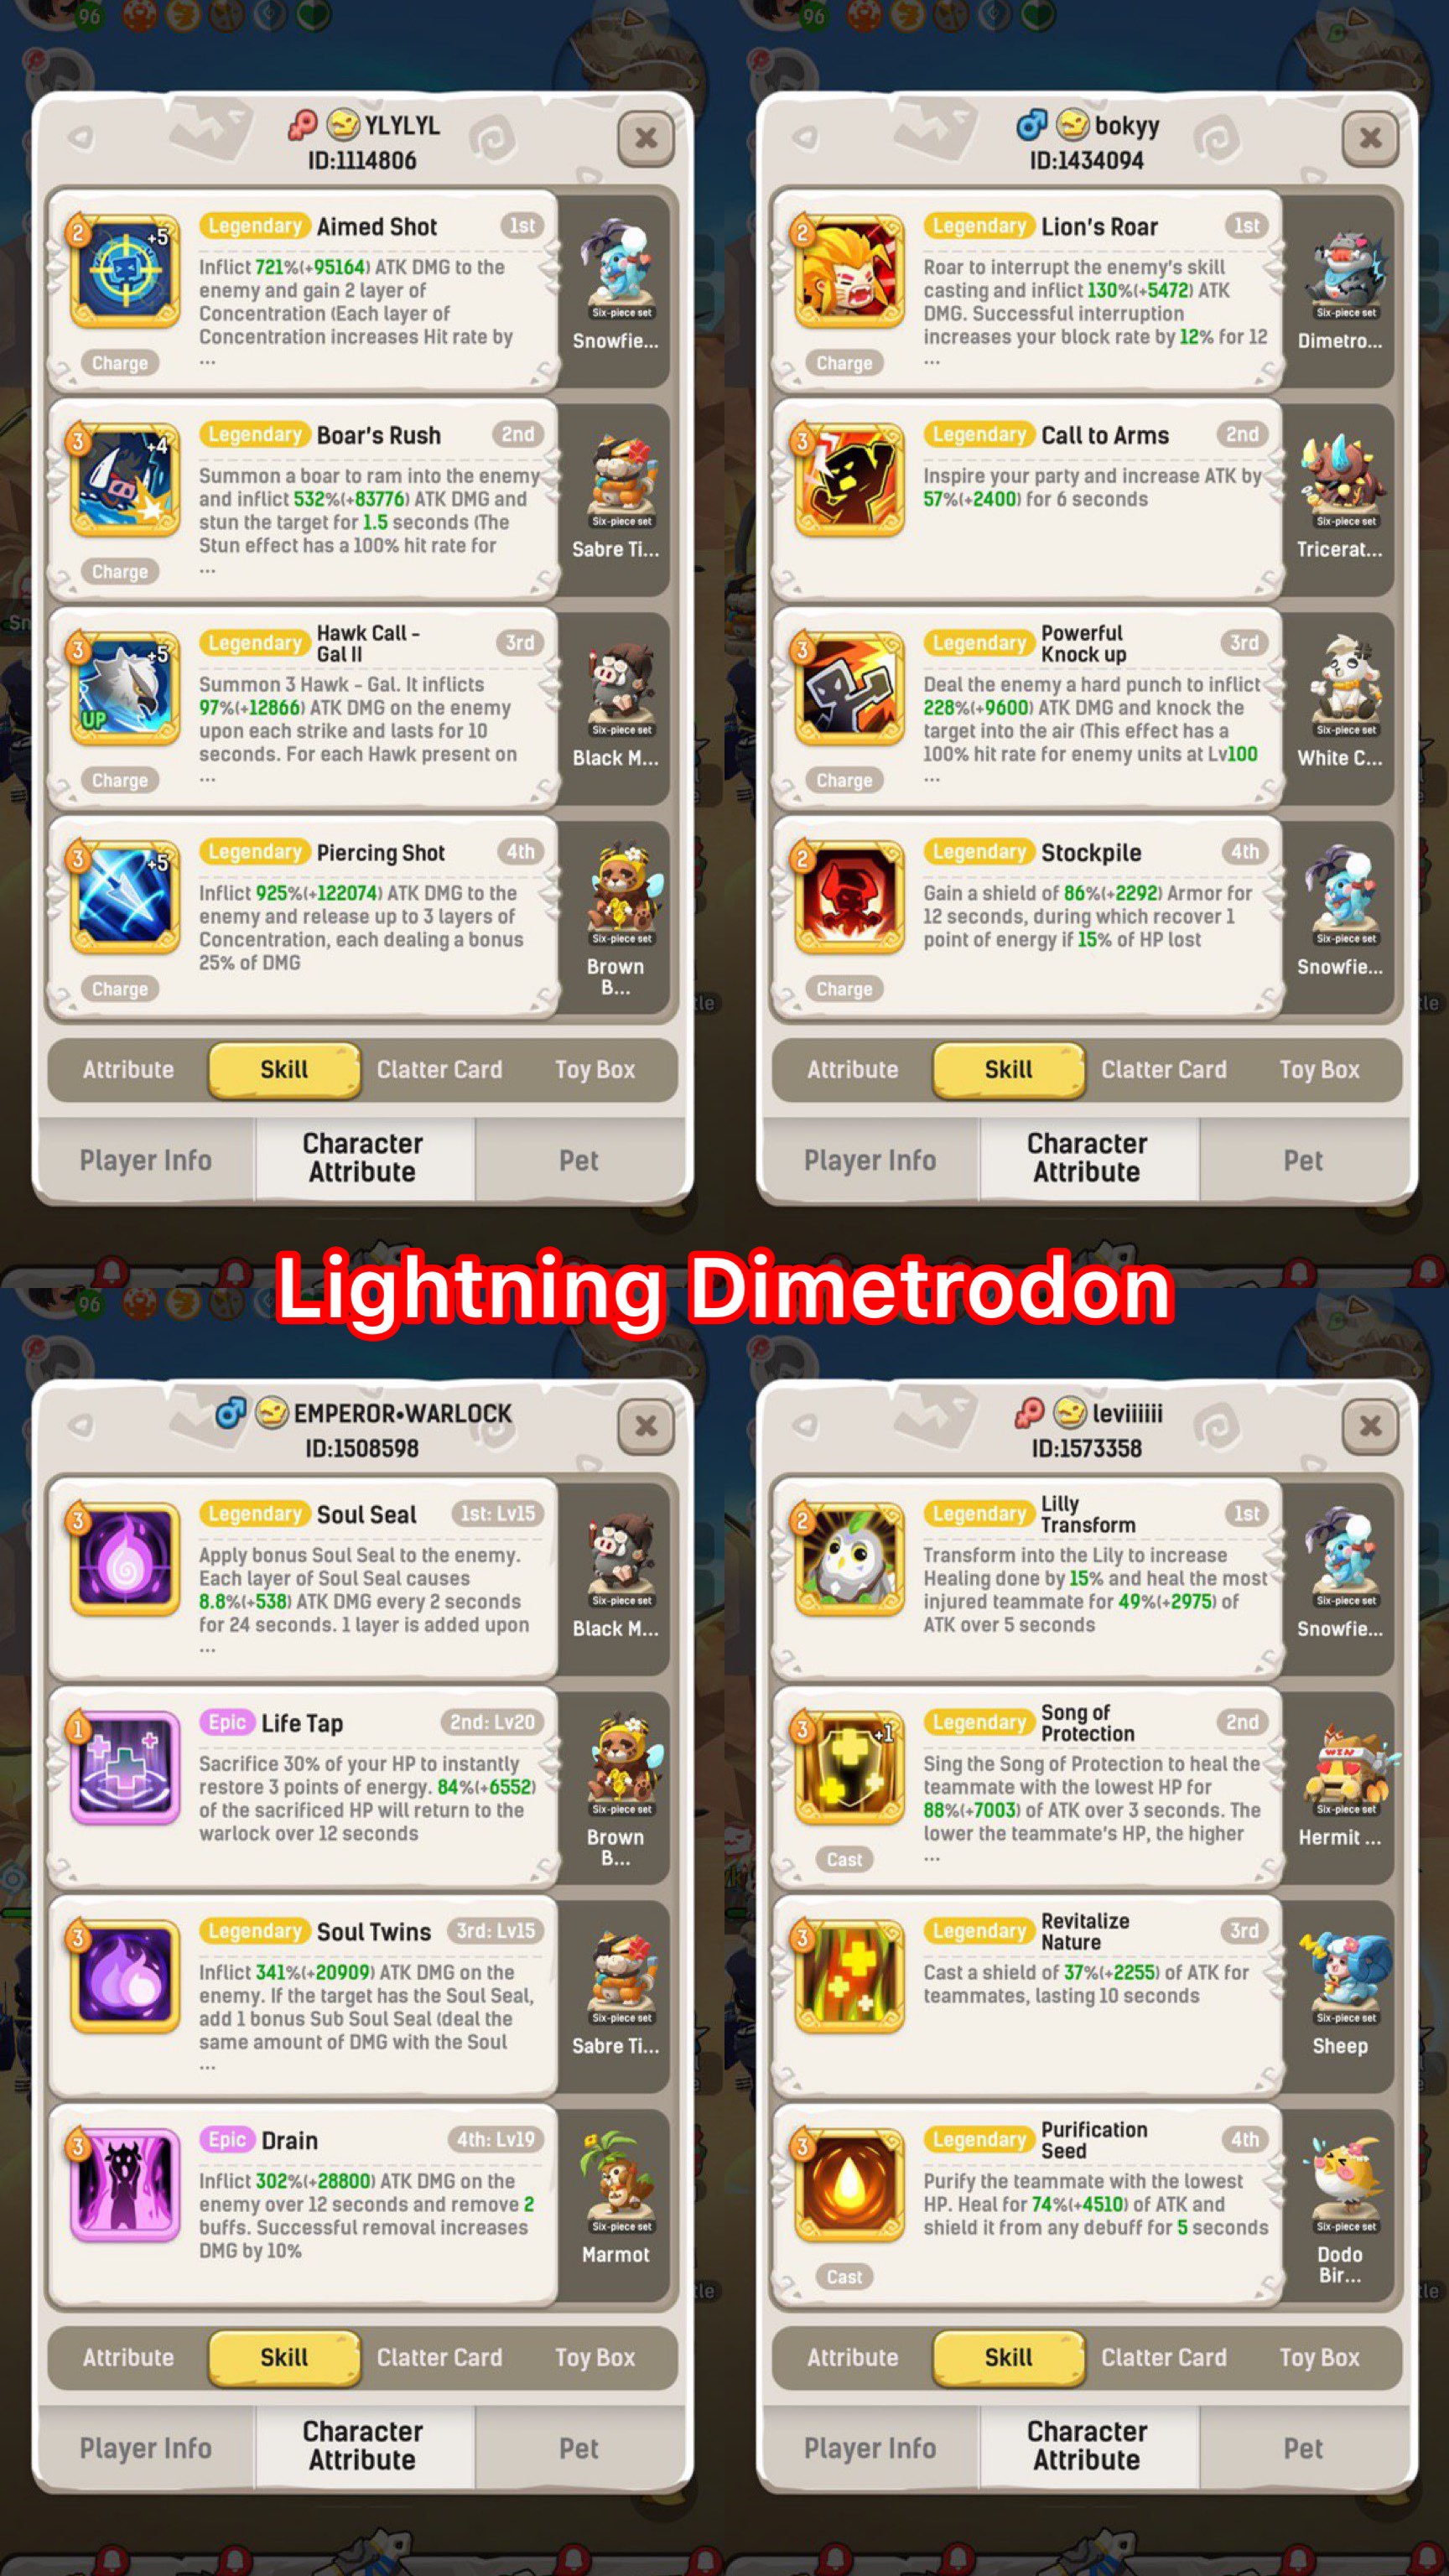 96
YLYLYL
ID:1114806
2
+5
Legendary Aimed Shot 1st
Inflict 721%(+95164) ATK DMG to the
enemy and gain 2 layer of
Concentration (Each layer of
Concentration increases Hit rate by
...
Charge
Six-piece set
Snowfie...
3
+4
Legendary Boar's Rush 2nd
Summon a boar to ram into the enemy
and inflict 532%(+83776) ATK DMG and
stun the target for 1.5 seconds (The
Stun effect has a 100% hit rate for
...
Charge
Six-piece set
Sabre Ti...
3
+5
UP
Legendary Hawk Call -
Gal II 3rd
Summon 3 Hawk - Gal. It inflicts
97%(+12866) ATK DMG on the enemy
upon each strike and lasts for 10
seconds. For each Hawk present on
...
Charge
Six-piece set
Black M...
3
+5
Legendary Piercing Shot 4th
Inflict 925%(+122074) ATK DMG to the
enemy and release up to 3 layers of
Concentration, each dealing a bonus
25% of DMG
Charge
Six-piece set
Brown
B...
Attribute Skill Clatter Card Toy Box
Player Info Character
Attribute Pet
96
bokyy
ID:1434094
2
Legendary Lion's Roar 1st
Roar to interrupt the enemy's skill
casting and inflict 130%(+5472) ATK
DMG. Successful interruption
increases your block rate by 12% for 12
...
Charge
Six-piece set
Dimetro...
3
Legendary Call to Arms 2nd
Inspire your party and increase ATK by
57%(+2400) for 6 seconds
Six-piece set
Tricerat...
3
Legendary Powerful
Knock up 3rd
Deal the enemy a hard punch to inflict
228%(+9600) ATK DMG and knock the
target into the air (This effect has a
100% hit rate for enemy units at Lv100
...
Charge
Six-piece set
White C...
2
Legendary Stockpile 4th
Gain a shield of 86%(+2292) Armor for
12 seconds, during which recover 1
point of energy if 15% of HP lost
Charge
Six-piece set
Snowfie...
Attribute Skill Clatter Card Toy Box
Player Info Character
Attribute Pet
Lightning Dimetrodon
96
EMPEROR•WARLOCK
ID:1508598
3
Legendary Soul Seal 1st: Lv15
Apply bonus Soul Seal to the enemy.
Each layer of Soul Seal causes
8.8%(+538) ATK DMG every 2 seconds
for 24 seconds. 1 layer is added upon
...
Six-piece set
Black M...
1
Epic Life Tap 2nd: Lv20
Sacrifice 30% of your HP to instantly
restore 3 points of energy. 84%(+6552)
of the sacrificed HP will return to the
warlock over 12 seconds
Six-piece set
Brown
B...
3
Legendary Soul Twins 3rd: Lv15
Inflict 341%(+20909) ATK DMG on the
enemy. If the target has the Soul Seal,
add 1 bonus Sub Soul Seal (deal the
same amount of DMG with the Soul
...
Six-piece set
Sabre Ti...
3
Epic Drain 4th: Lv19
Inflict 302%(+28800) ATK DMG on the
enemy over 12 seconds and remove 2
buffs. Successful removal increases
DMG by 10%
Six-piece set
Marmot
Attribute Skill Clatter Card Toy Box
Player Info Character
Attribute Pet
leviiiiii
ID:1573358
2
Legendary Lilly
Transform 1st
Transform into the Lily to increase
Healing done by 15% and heal the most
injured teammate for 49%(+2975) of
ATK over 5 seconds
Six-piece set
Snowfie...
3
+1
Legendary Song of
Protection 2nd
Sing the Song of Protection to heal the
teammate with the lowest HP for
88%(+7003) of ATK over 3 seconds. The
lower the teammate's HP, the higher
...
Cast
WIN
Six-piece set
Hermit ...
3
Legendary Revitalize
Nature 3rd
Cast a shield of 37%(+2255) of ATK for
teammates, lasting 10 seconds
Six-piece set
Sheep
3
Legendary Purification
Seed 4th
Purify the teammate with the lowest
HP. Heal for 74%(+4510) of ATK and
shield it from any debuff for 5 seconds
Cast
Six-piece set
Dodo
Bir...
Attribute Skill Clatter Card Toy Box
Player Info Character
Attribute Pet